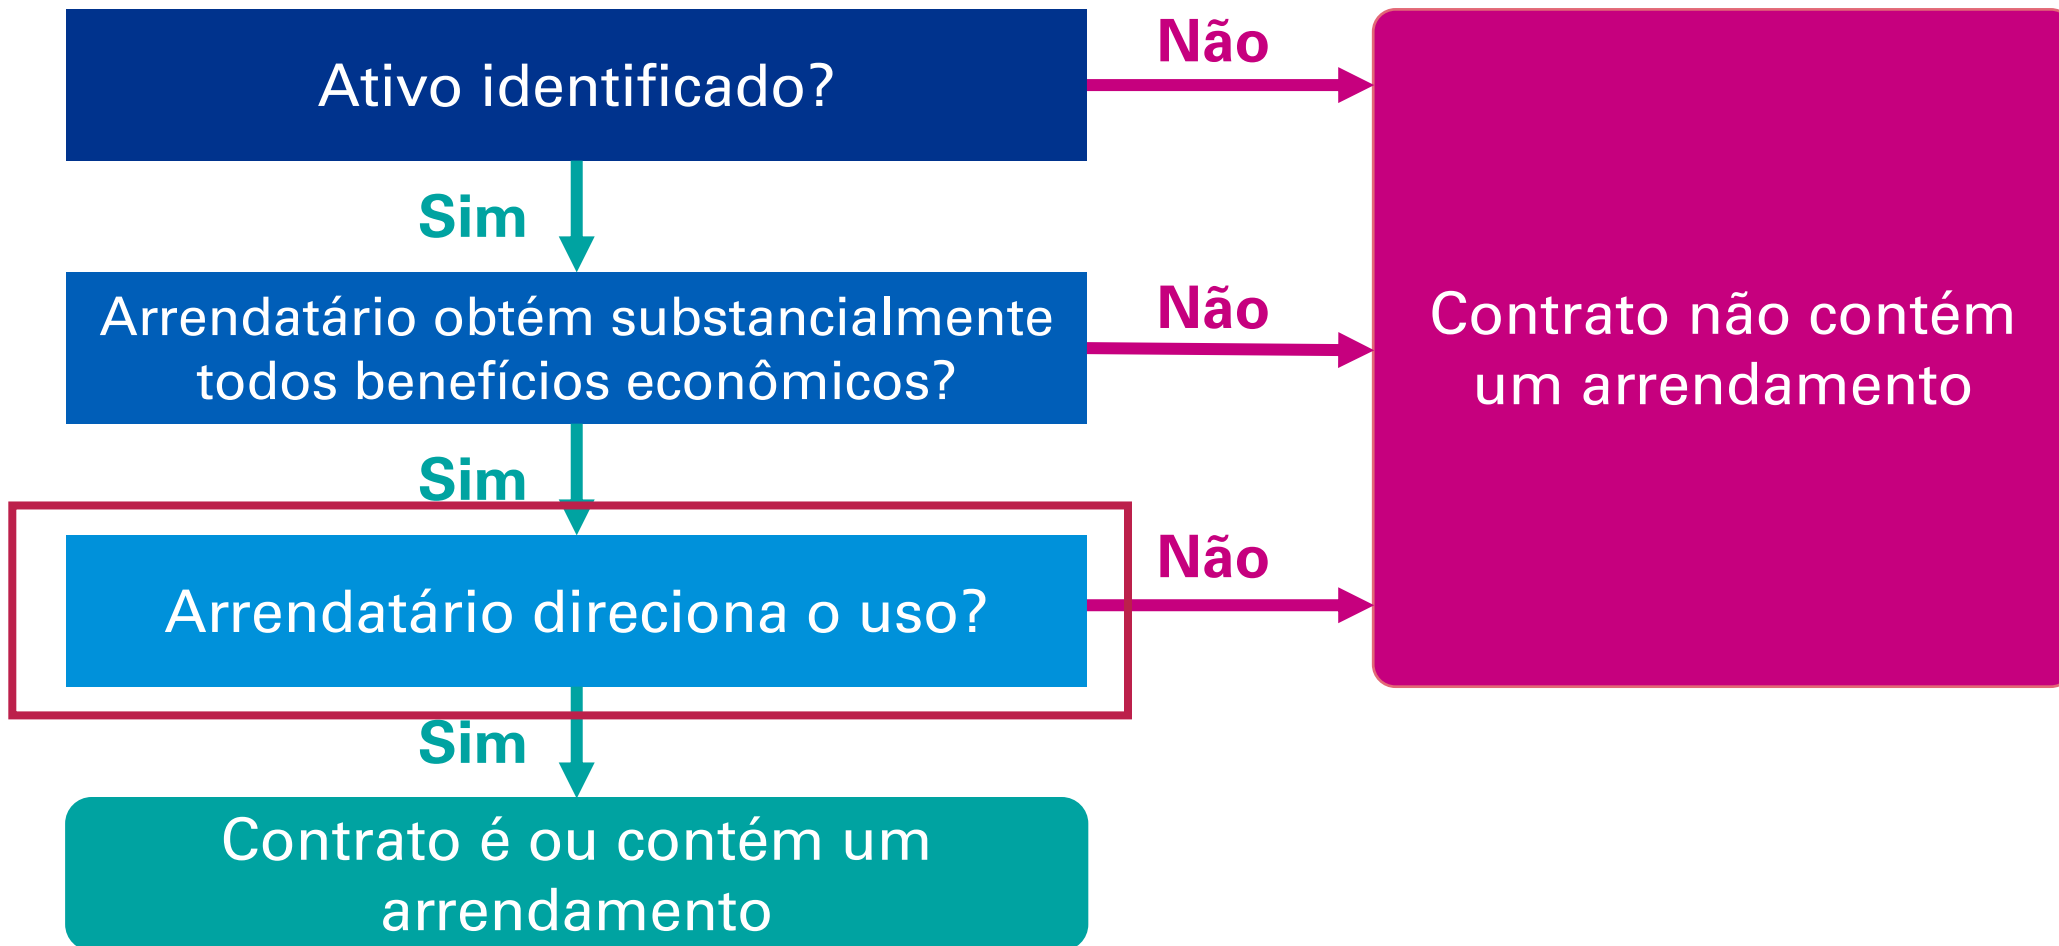 Ativo identificado?
Não
Sim
Arrendatário obtém substancialmente
todos benefícios econômicos?
Não
Contrato não contém
um arrendamento
Sim
Arrendatário direciona o uso?
Não
Sim
Contrato é ou contém um
arrendamento